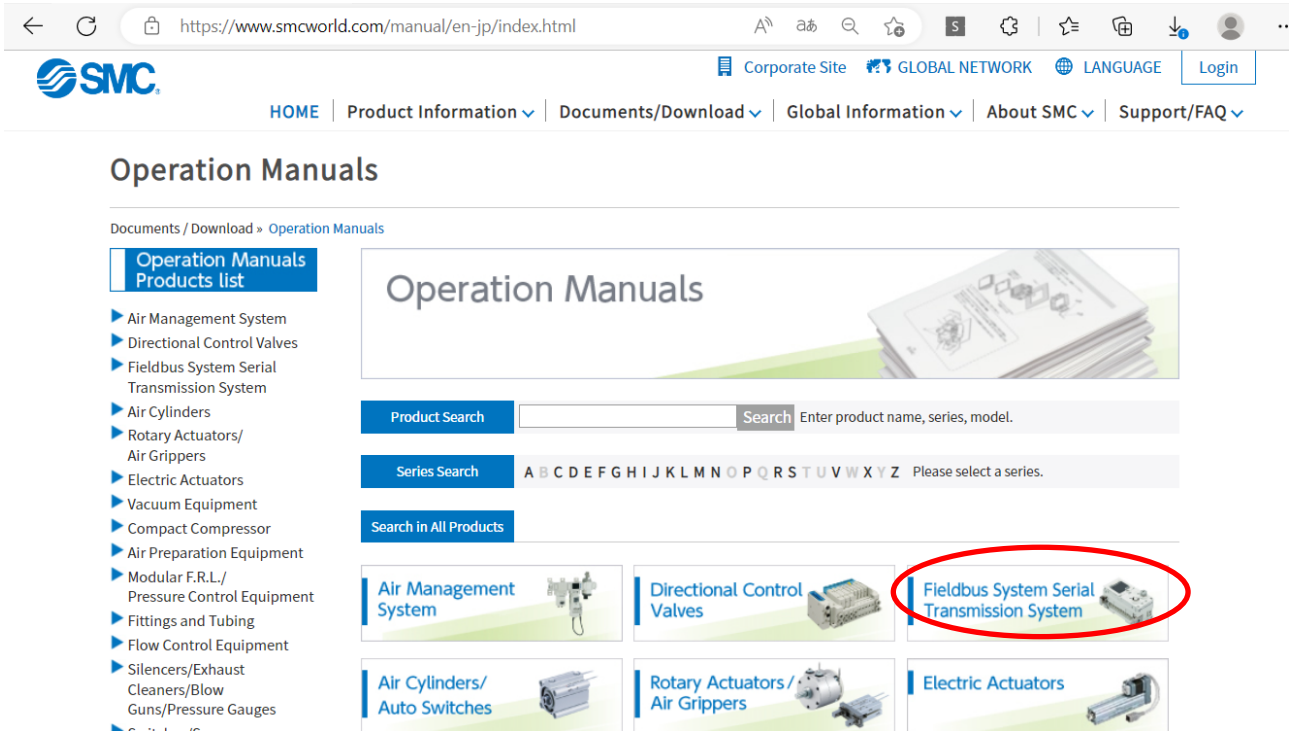 https://www.smcworld.com/manual/en-jp/index.html
SMC
Corporate Site GLOBAL NETWORK LANGUAGE Login
HOME Product Information Documents/Download Global Information About SMC Support/FAQ
Operation Manuals
Documents / Download » Operation Manuals
Operation Manuals
Products list
Air Management System
Directional Control Valves
Fieldbus System Serial
Transmission System
Air Cylinders
Rotary Actuators/
Air Grippers
Electric Actuators
Vacuum Equipment
Compact Compressor
Air Preparation Equipment
Modular F.R.L./
Pressure Control Equipment
Fittings and Tubing
Flow Control Equipment
Silencers/Exhaust
Cleaners/Blow
Guns/Pressure Gauges
Operation Manuals
Product Search Search Enter product name, series, model.
Series Search A B C D E F G H I J K L M N O P Q R S T U V W X Y Z Please select a series.
Search in All Products
Air Management
System
Directional Control
Valves
Fieldbus System Serial
Transmission System
Air Cylinders/
Auto Switches
Rotary Actuators/
Air Grippers
Electric Actuators